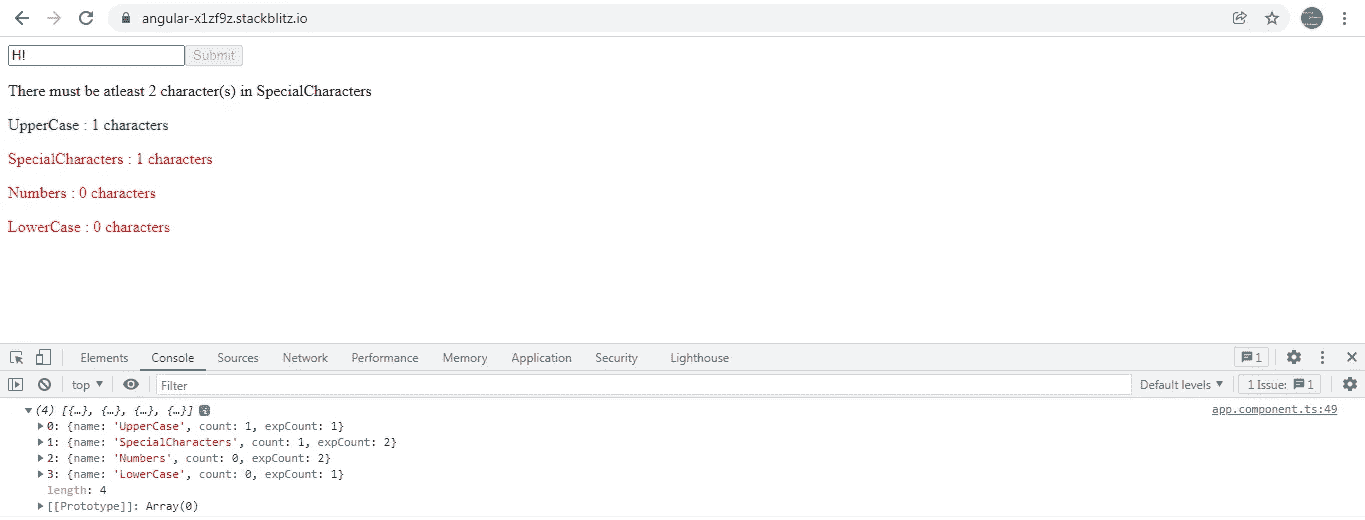 angular-x1zf9z.stackblitz.io
H! Submit
There must be atleast 2 character(s) in SpecialCharacters
UpperCase : 1 characters
SpecialCharacters : 1 characters
Numbers : 0 characters
LowerCase : 0 characters
Elements Console Sources Network Performance Memory Application Security Lighthouse 1
top Filter Default levels 1 Issue: 1
(4) [{…}, {…}, {…}, {…}] i app.component.ts:49
0: {name: 'UpperCase', count: 1, expCount: 1}
1: {name: 'SpecialCharacters', count: 1, expCount: 2}
2: {name: 'Numbers', count: 0, expCount: 2}
3: {name: 'LowerCase', count: 0, expCount: 1}
length: 4
[[Prototype]]: Array(0)